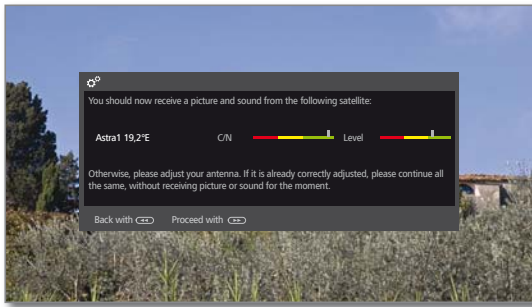 You should now receive a picture and sound from the following satellite:
Astra1 19,2°E C/N Level
Otherwise, please adjust your antenna. If it is already correctly adjusted, please continue all
the same, without receiving picture or sound for the moment.
Back with Proceed with